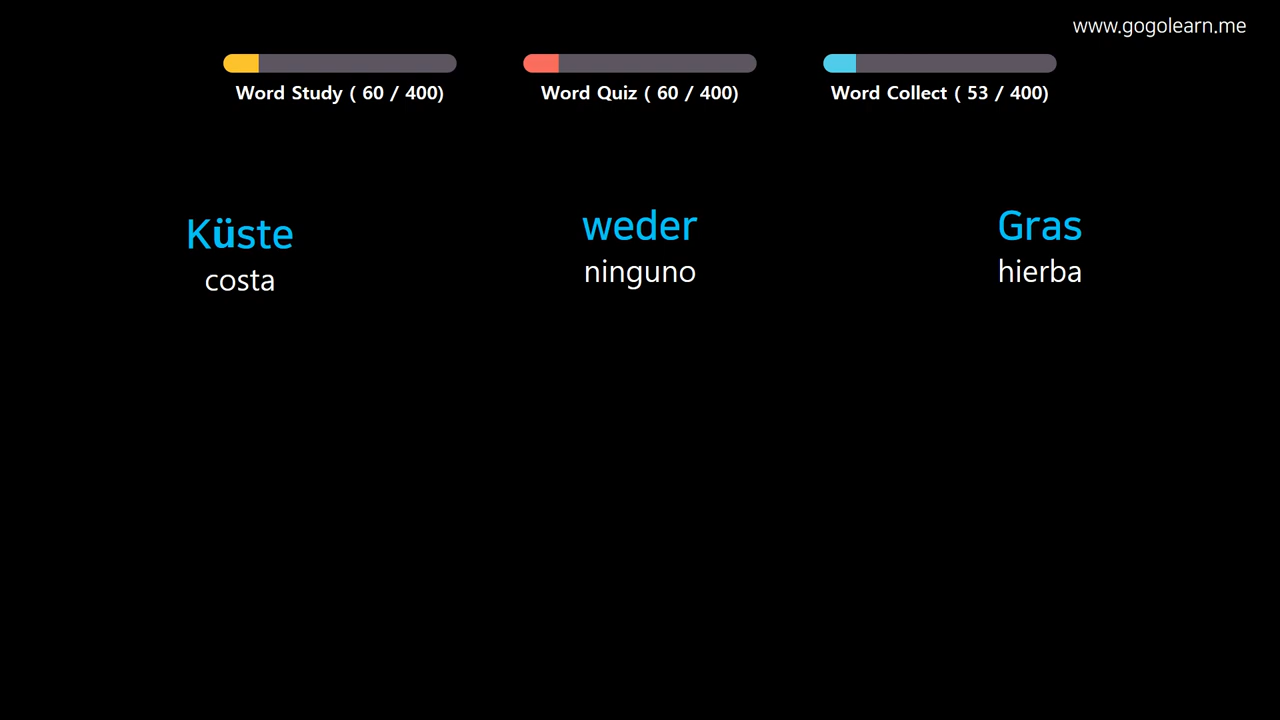 www.gogolearn.me
Word Study ( 60 / 400)
Word Quiz ( 60 / 400)
Word Collect ( 53 / 400)
Küste
costa
weder
ninguno
Gras
hierba